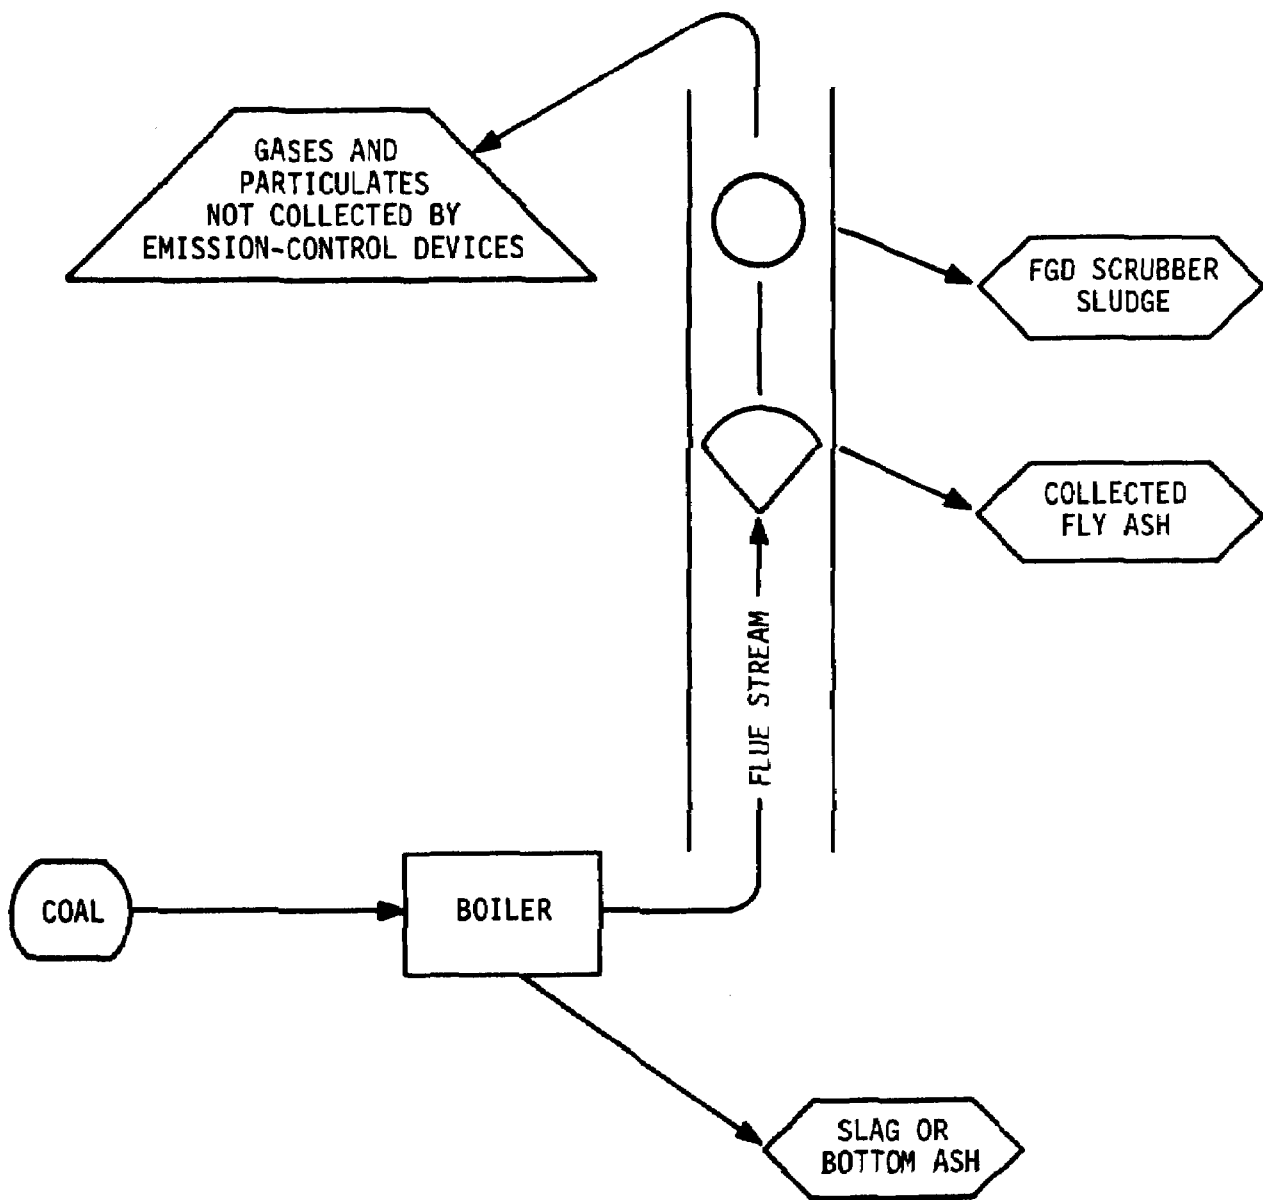 GASES AND
PARTICULATES
NOT COLLECTED BY
EMISSION-CONTROL DEVICES
FGD SCRUBBER
SLUDGE
COLLECTED
FLY ASH
FLUE STREAM
COAL
BOILER
SLAG OR
BOTTOM ASH